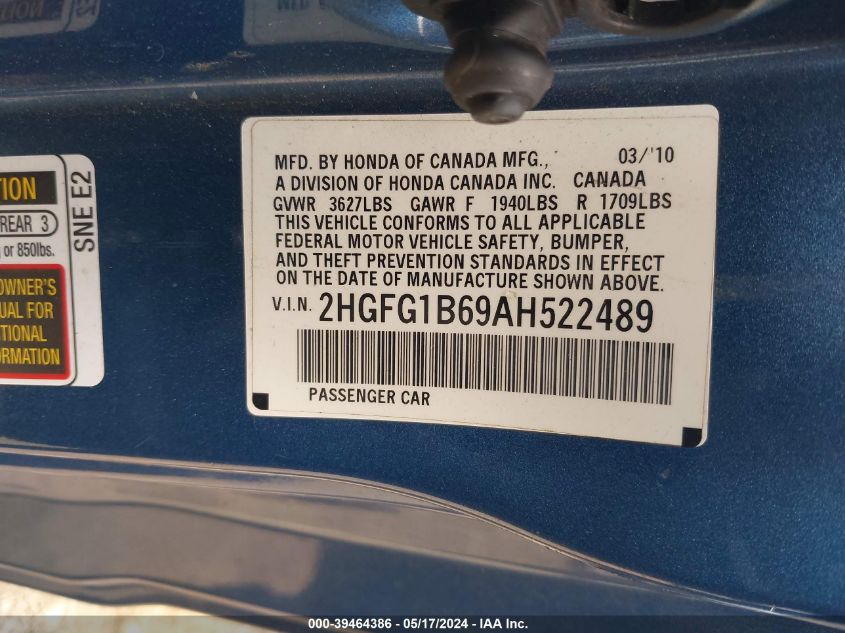 MFD. BY HONDA OF CANADA MFG., 03/'10
A DIVISION OF HONDA CANADA INC. CANADA
GVWR 3627LBS GAWR F 1940LBS R 1709LBS
THIS VEHICLE CONFORMS TO ALL APPLICABLE
FEDERAL MOTOR VEHICLE SAFETY, BUMPER,
AND THEFT PREVENTION STANDARDS IN EFFECT
ON THE DATE OF MANUFACTURE SHOWN ABOVE.
V.I.N. 2HGFG1B69AH522489
PASSENGER CAR
REAR 3
or 850lbs.
SNE E2
OWNER'S
FOR
000-39464386 - 05/17/2024 - IAA Inc.